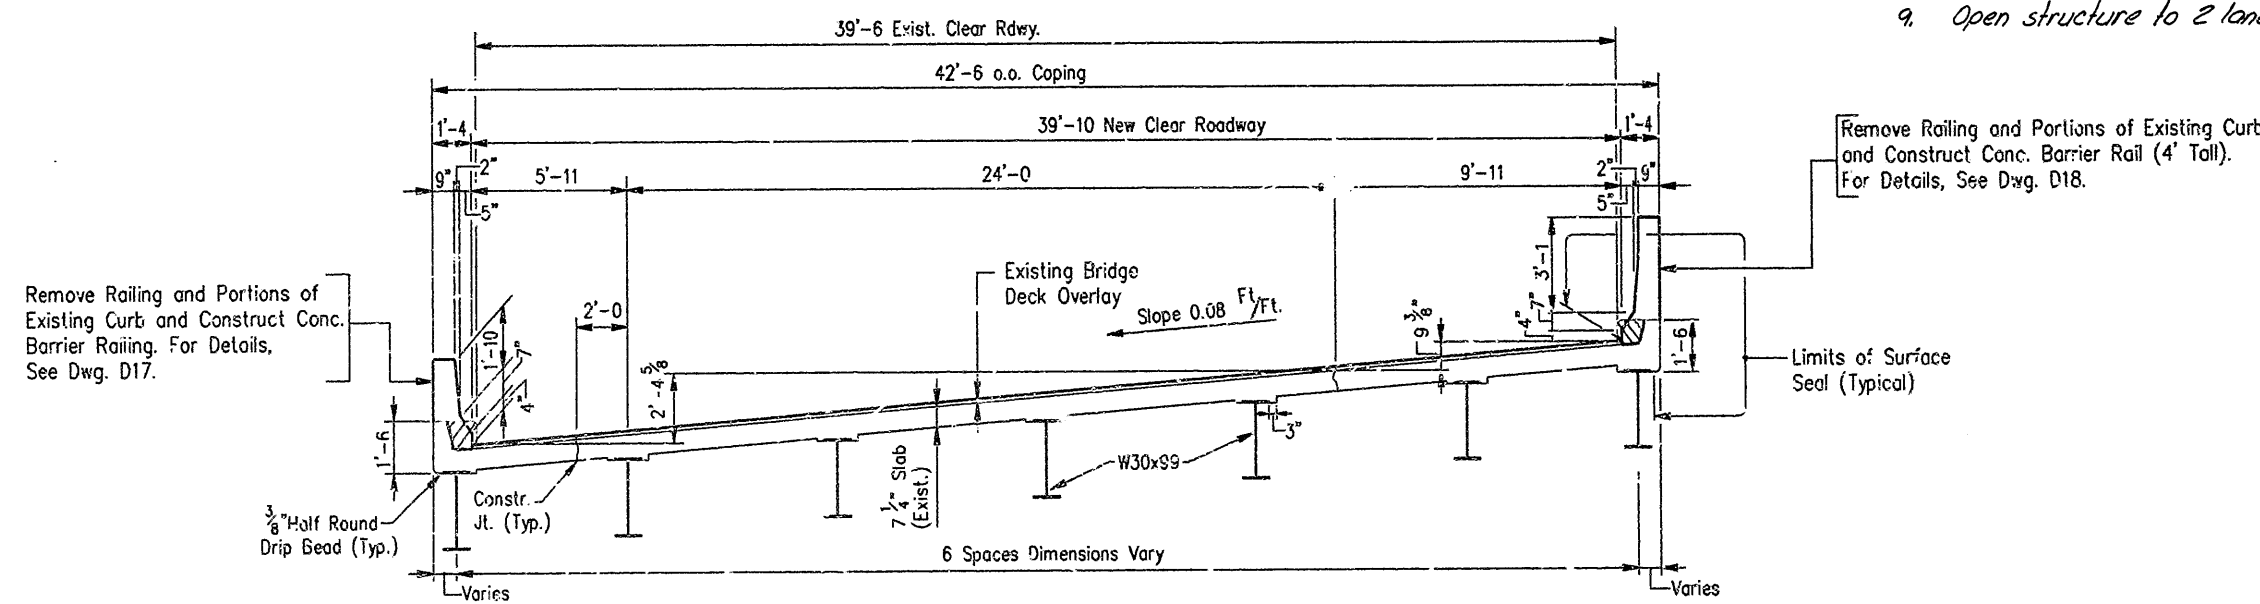 39'-6 Exist. Clear Rdwy.
9. Open structure to 2
42'-6 o.o. Coping
1'-4
39'-10 New Clear Roadway
1'-4
Remove Railing and Portions of Existing Curb
and Construct Conc. Barrier Rail (4' Tall).
For Details, See Dwg. D18.
2"
9"
5'-11
24'-0
9'-11
2"
9"
5"
5"
3'-1
7"
4"
1'-6
Existing Bridge
Deck Overlay
Slope 0.08 Ft/Ft.
9 3/8"
Remove Railing and Portions of
Existing Curb and Construct Conc.
Barrier Railing. For Details,
See Dwg. D17.
2'-0
1'-10
7"
4"
2'-4 5/8
Limits of Surface
Seal (Typical)
1'-6
3"
W30x99
7 1/4" Slab
(Exist.)
Constr.
Jt. (Typ.)
3/8" Half Round
Drip Bead (Typ.)
6 Spaces Dimensions Vary
Varies
Varies